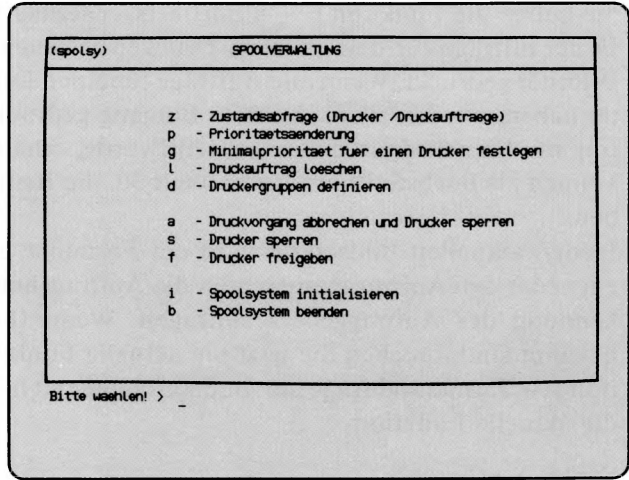 (spolsy) SPOOLVERWALTUNG
z - Zustandsabfrage (Drucker /Druckauftraege)
p - Prioritaetsaenderung
g - Minimalprioritaet fuer einen Drucker festlegen
l - Druckauftrag loeschen
d - Druckergruppen definieren
a - Druckvorgang abbrechen und Drucker sperren
s - Drucker sperren
f - Drucker freigeben
i - Spoolsystem initialisieren
b - Spoolsystem beenden
Bitte waehlen! > _